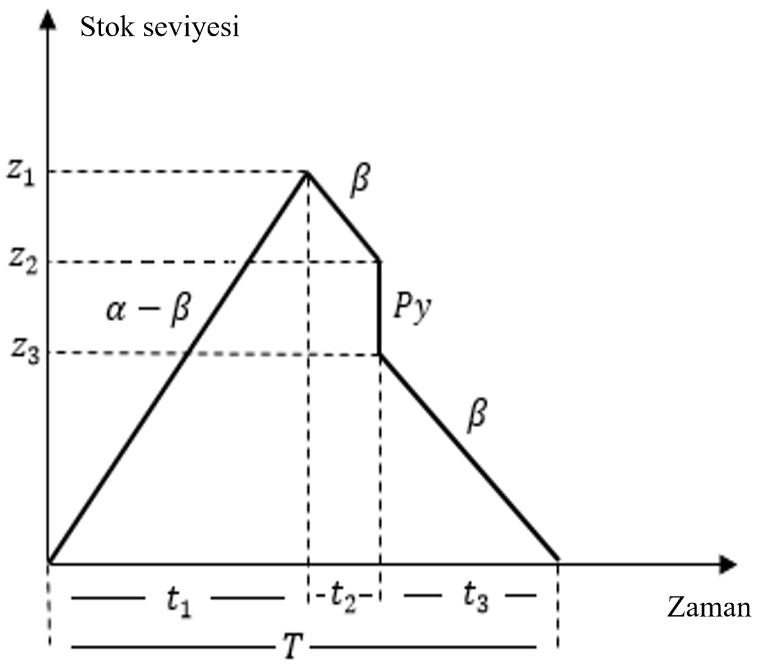 Stok seviyesi
z₁
β
z₂
α − β
Py
z₃
β
t₁
t₂
t₃
Zaman
T